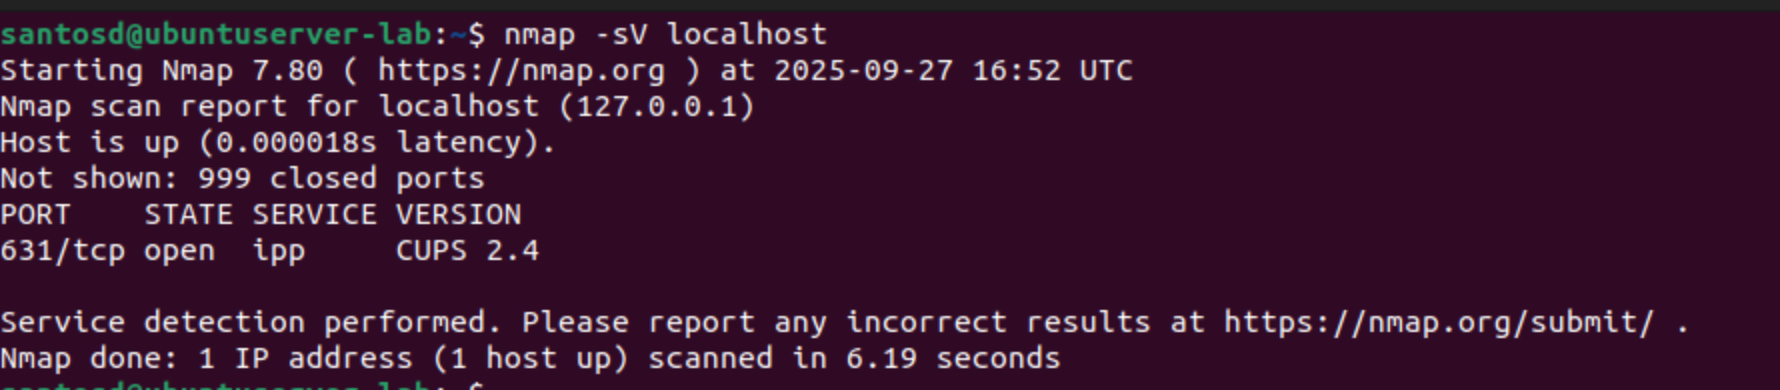 santosd@ubuntuserver-lab:~$ nmap -sV localhost
Starting Nmap 7.80 ( https://nmap.org ) at 2025-09-27 16:52 UTC
Nmap scan report for localhost (127.0.0.1)
Host is up (0.000018s latency).
Not shown: 999 closed ports
PORT    STATE SERVICE VERSION
631/tcp open  ipp     CUPS 2.4
Service detection performed. Please report any incorrect results at https://nmap.org/submit/ .
Nmap done: 1 IP address (1 host up) scanned in 6.19 seconds